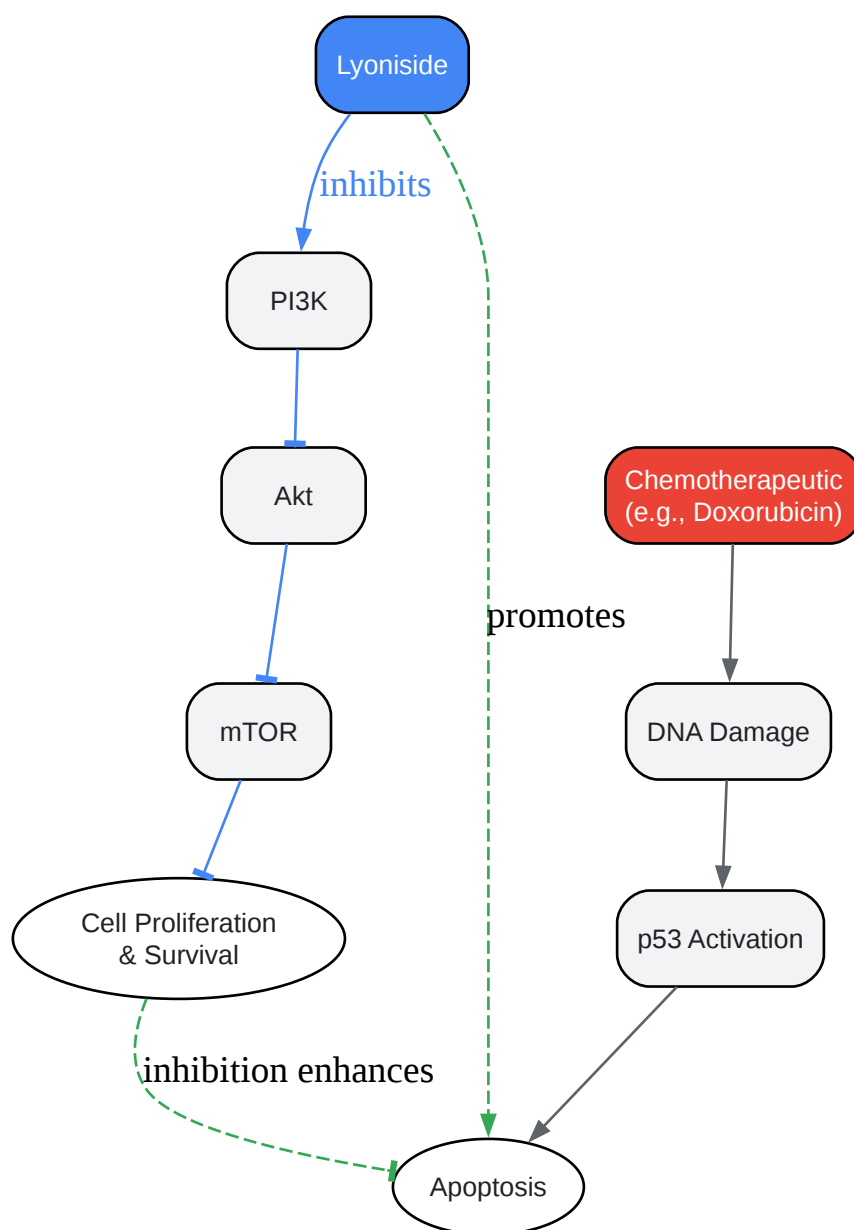 Lyoniside
inhibits
PI3K
Akt
Chemotherapeutic
(e.g., Doxorubicin)
promotes
mTOR
DNA Damage
Cell Proliferation
& Survival
p53 Activation
inhibition enhances
Apoptosis